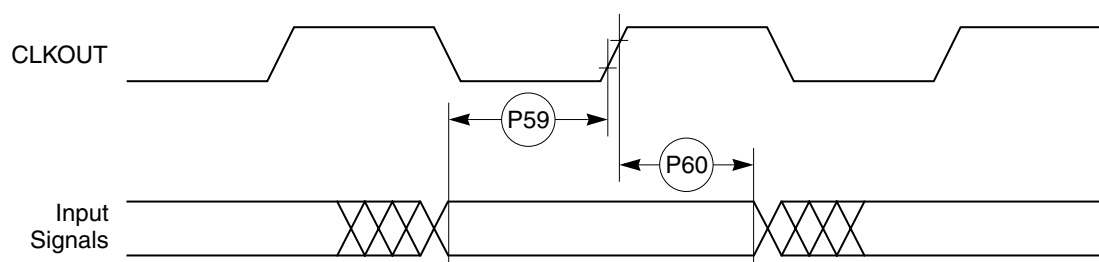 CLKOUT
P59
P60
Input
Signals